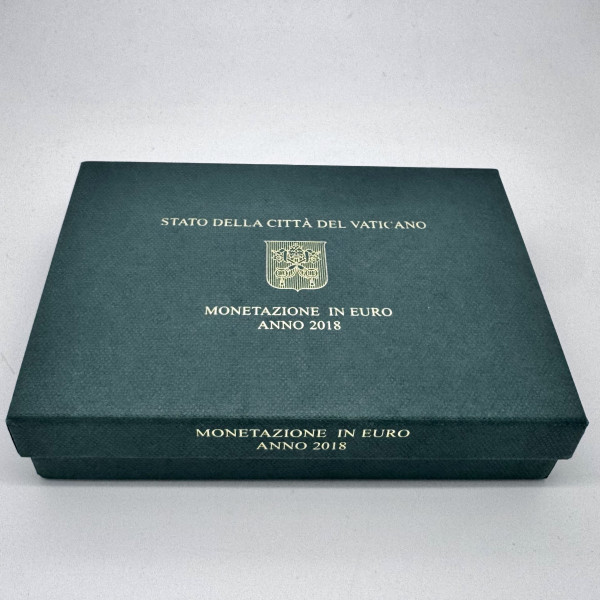 STATO DELLA CITTÀ DEL VATICANO
MONETAZIONE IN EURO
ANNO 2018
MONETAZIONE IN EURO
ANNO 2018